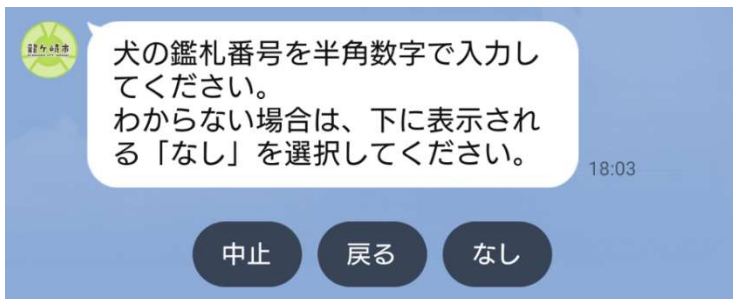 龍ケ崎市
犬の鑑札番号を半角数字で入力し
てください。
わからない場合は、下に表示され
る「なし」を選択してください。
18:03
中止
戻る
なし